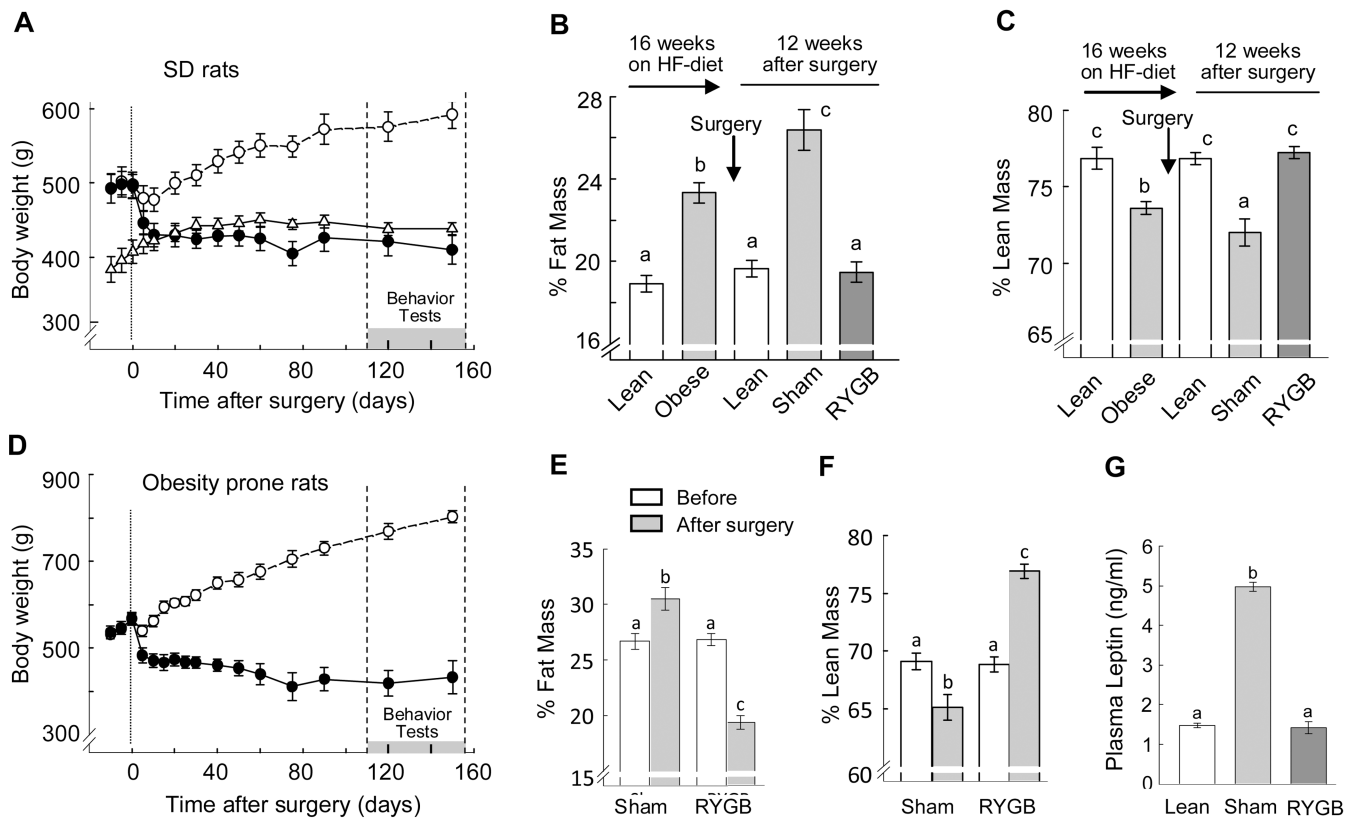 A
SD rats
600
500
400
300
Body weight (g)
Behavior
Tests
0
40
80
120
160
Time after surgery (days)
B
16 weeks
on HF-diet
12 weeks
after surgery
Surgery
28
24
20
16
% Fat Mass
a
b
a
c
a
Lean
Obese
Lean
Sham
RYGB
C
16 weeks
on HF-diet
12 weeks
after surgery
Surgery
80
75
70
65
% Lean Mass
c
b
c
a
c
Lean
Obese
Lean
Sham
RYGB
D
Obesity prone rats
900
700
500
300
Body weight (g)
Behavior
Tests
0
40
80
120
160
Time after surgery (days)
E
Before
After surgery
35
30
25
20
15
% Fat Mass
a
b
a
c
Sham
RYGB
F
80
75
70
65
60
% Lean Mass
a
b
a
c
Sham
RYGB
G
6
5
4
3
2
1
0
Plasma Leptin (ng/ml)
a
b
a
Lean
Sham
RYGB